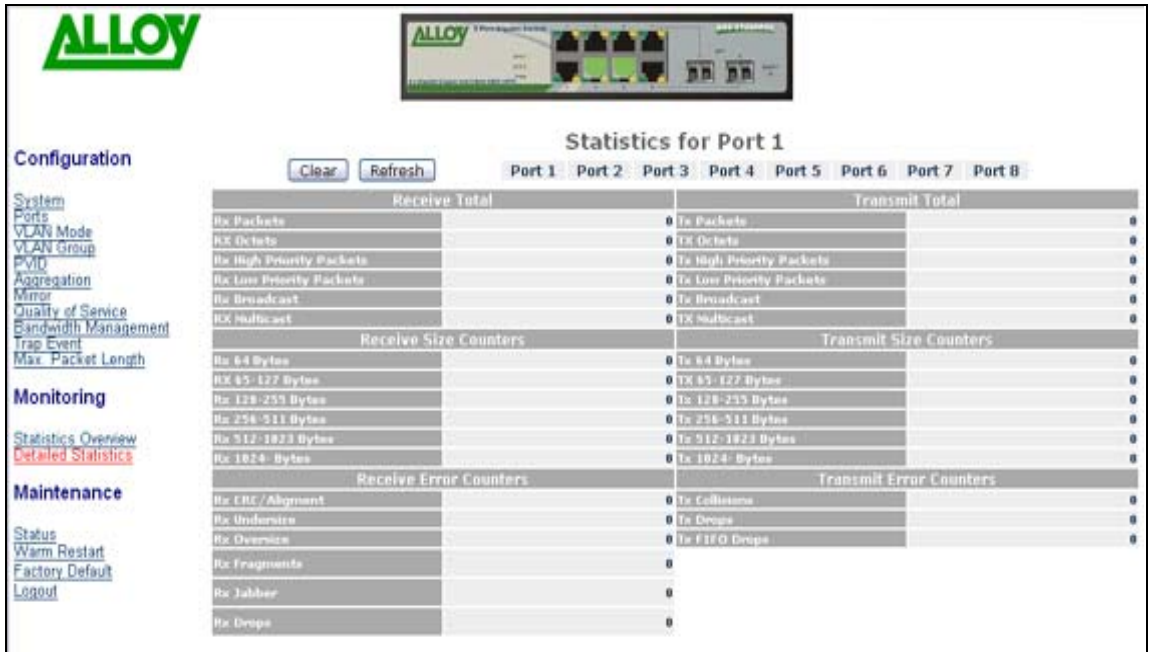 ALLOY
ALLOY
Statistics for Port 1
Clear Refresh Port 1 Port 2 Port 3 Port 4 Port 5 Port 6 Port 7 Port 8
Configuration
System
Ports
VLAN Mode
VLAN Group
PVID
Aggregation
Mirror
Quality of Service
Bandwidth Management
Trap Event
Max. Packet Length
Monitoring
Statistics Overview
Detailed Statistics
Maintenance
Status
Warm Restart
Factory Default
Logout
Receive Total Transmit Total
Rx Packets 0 Tx Packets 0
RX Octets 0 TX Octets 0
Rx High Priority Packets 0 Tx High Priority Packets 0
Rx Low Priority Packets 0 Tx Low Priority Packets 0
Rx Broadcast 0 Tx Broadcast 0
RX Multicast 0 TX Multicast 0
Receive Size Counters Transmit Size Counters
Rx 64 Bytes 0 Tx 64 Bytes 0
RX 65-127 Bytes 0 TX 65-127 Bytes 0
Rx 128-255 Bytes 0 Tx 128-255 Bytes 0
Rx 256-511 Bytes 0 Tx 256-511 Bytes 0
Rx 512-1023 Bytes 0 Tx 512-1023 Bytes 0
Rx 1024- Bytes 0 Tx 1024- Bytes 0
Receive Error Counters Transmit Error Counters
Rx CRC/Aligment 0 Tx Collisions 0
Rx Undersize 0 Tx Drops 0
Rx Oversize 0 Tx FIFO Drops 0
Rx Fragments 0
Rx Jabber 0
Rx Drops 0